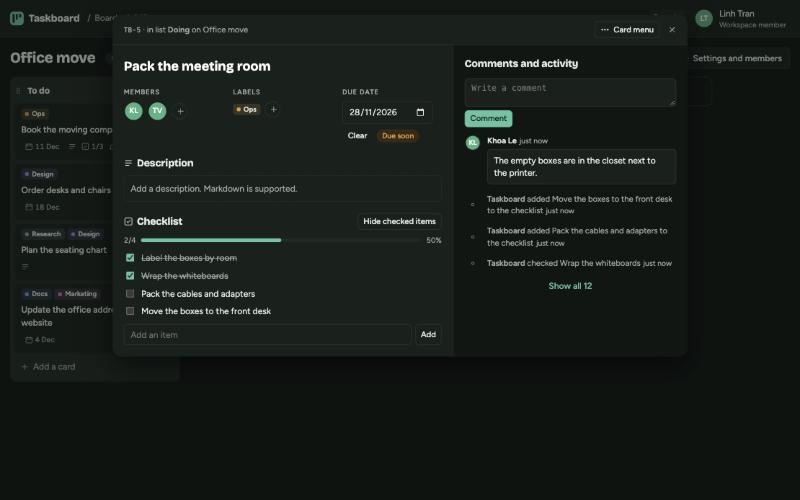 Taskboard / Board
LT Linh Tran
Workspace member
Office move
Settings and members
To do
Ops
Book the moving comp
11 Dec 1/3
Design
Order desks and chairs
18 Dec
Research Design
Plan the seating chart
Docs Marketing
Update the office addre
website
4 Dec
+ Add a card
TB-5 · in list Doing on Office move
··· Card menu ×
Pack the meeting room
MEMBERS LABELS DUE DATE
KL TV + Ops + 28/11/2026
Clear Due soon
Description
Add a description. Markdown is supported.
Checklist
Hide checked items
2/4 50%
Label the boxes by room
Wrap the whiteboards
Pack the cables and adapters
Move the boxes to the front desk
Add an item
Add
Comments and activity
Write a comment
Comment
KL Khoa Le just now
The empty boxes are in the closet next to
the printer.
Taskboard added Move the boxes to the front desk
to the checklist just now
Taskboard added Pack the cables and adapters to
the checklist just now
Taskboard checked Wrap the whiteboards just now
Show all 12